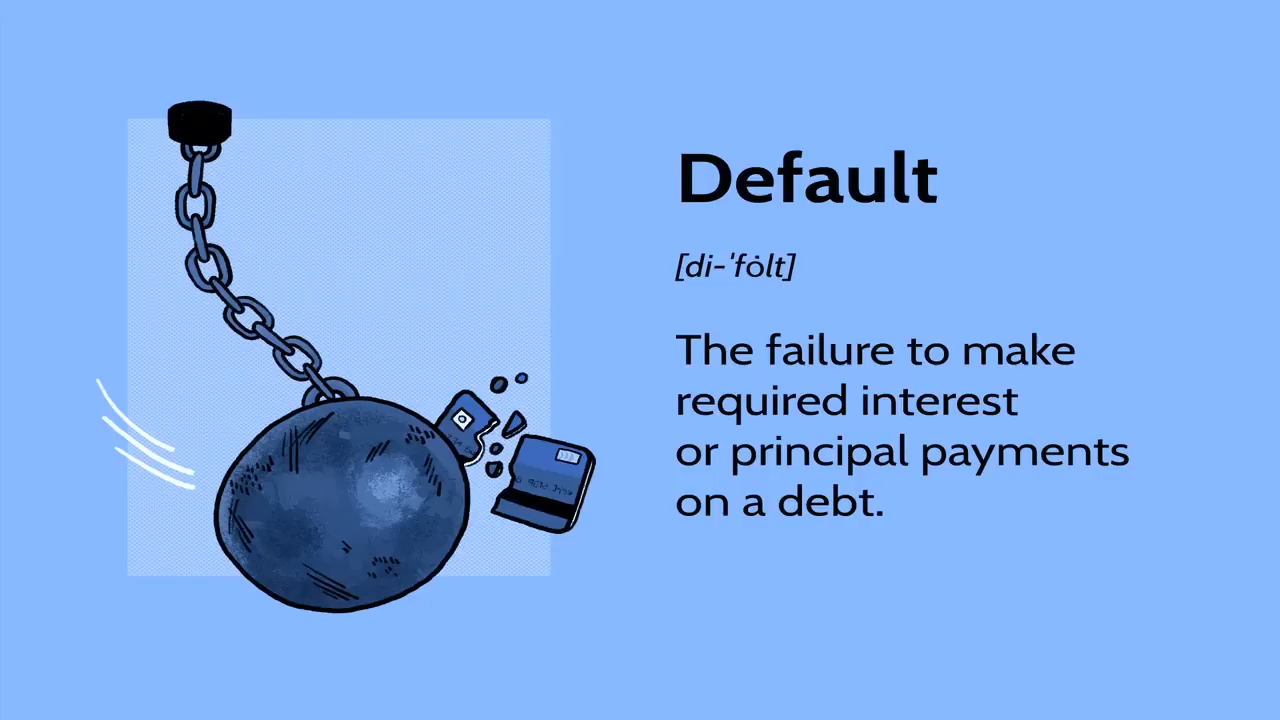 Default
[di-ˈfȯlt]
The failure to make
required interest
or principal payments
on a debt.